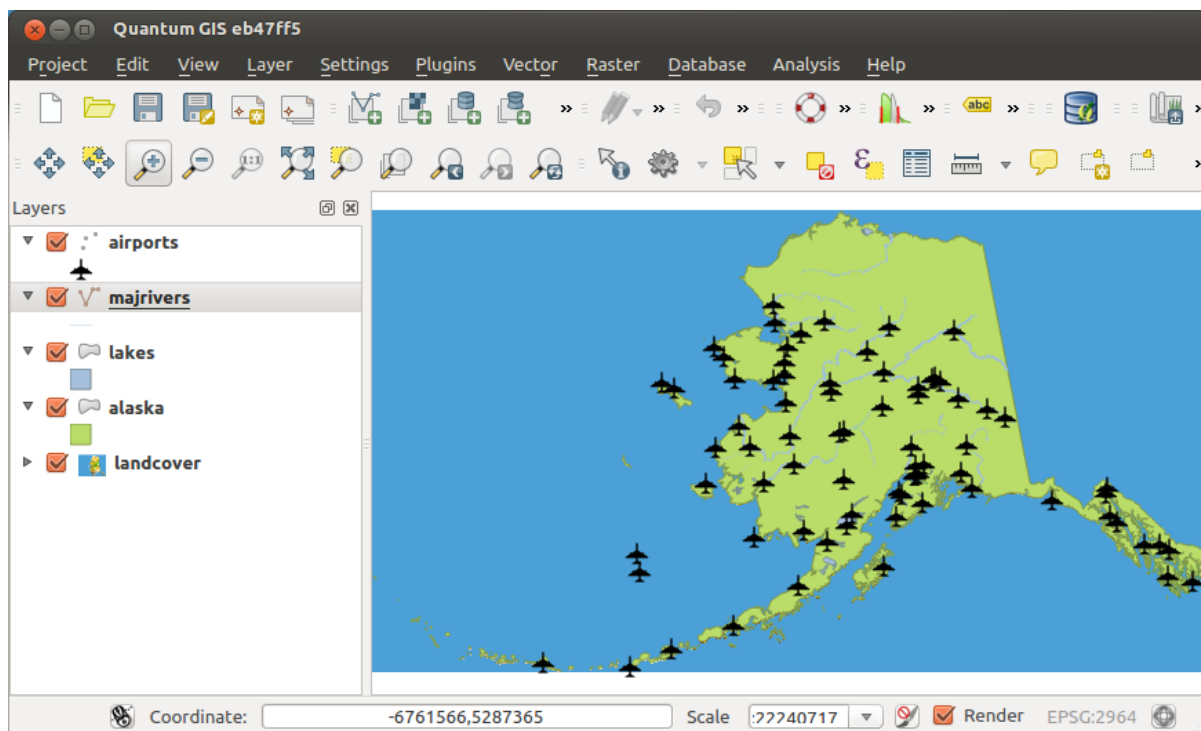 Quantum GIS eb47ff5
Project Edit View Layer Settings Plugins Vector Raster Database Analysis Help
abc
1:1
Layers
airports
majrivers
lakes
alaska
landcover
Coordinate: -6761566,5287365 Scale :22240717 Render EPSG:2964